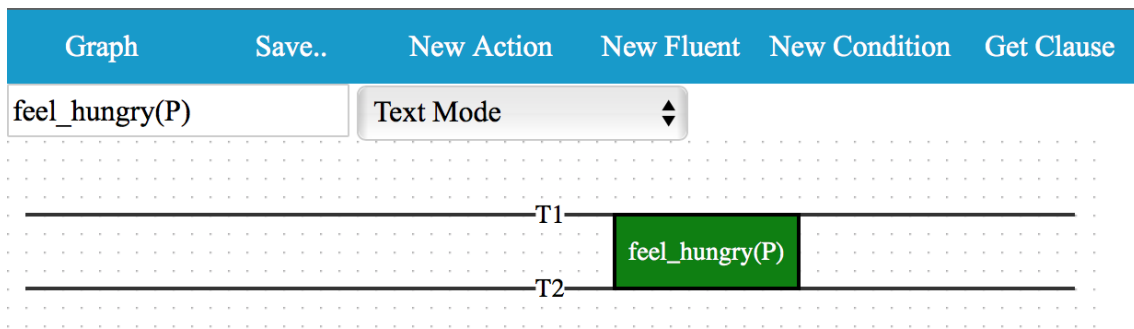 Graph Save.. New Action New Fluent New Condition Get Clause
feel_hungry(P) Text Mode
T1
feel_hungry(P)
T2